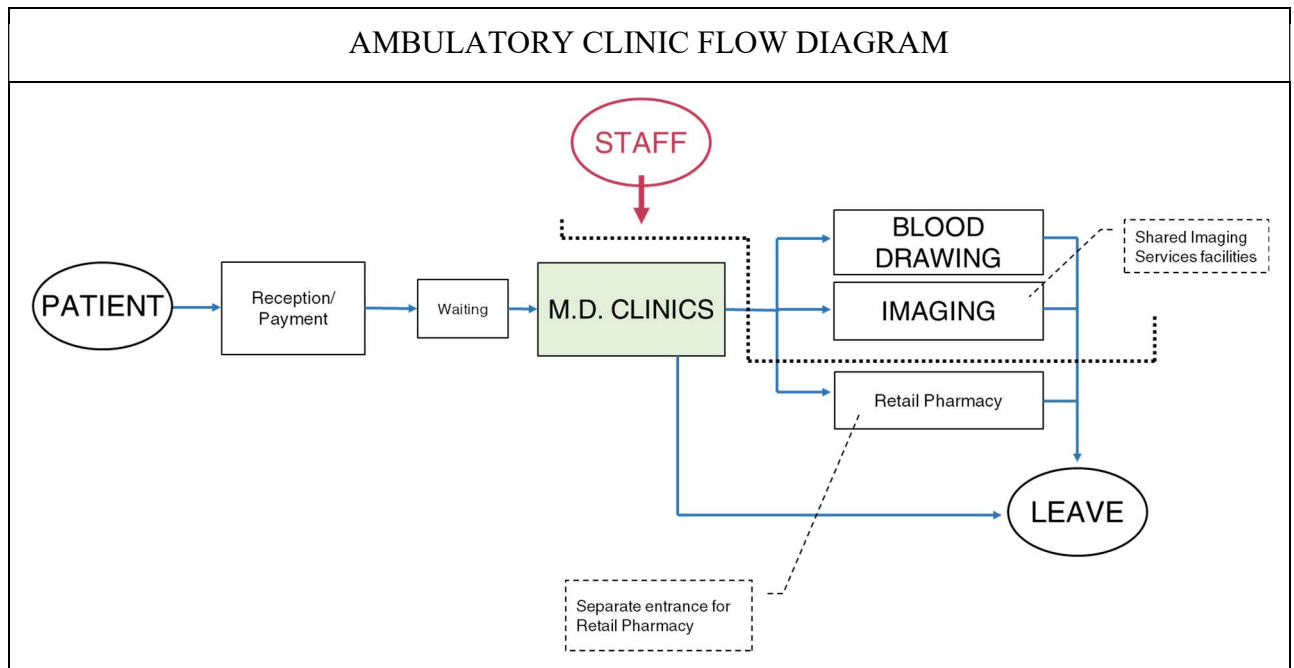 AMBULATORY CLINIC FLOW DIAGRAM
STAFF
PATIENT
Reception/
Payment
Waiting
M.D. CLINICS
BLOOD
DRAWING
IMAGING
Shared Imaging
Services facilities
Retail Pharmacy
LEAVE
Separate entrance for
Retail Pharmacy